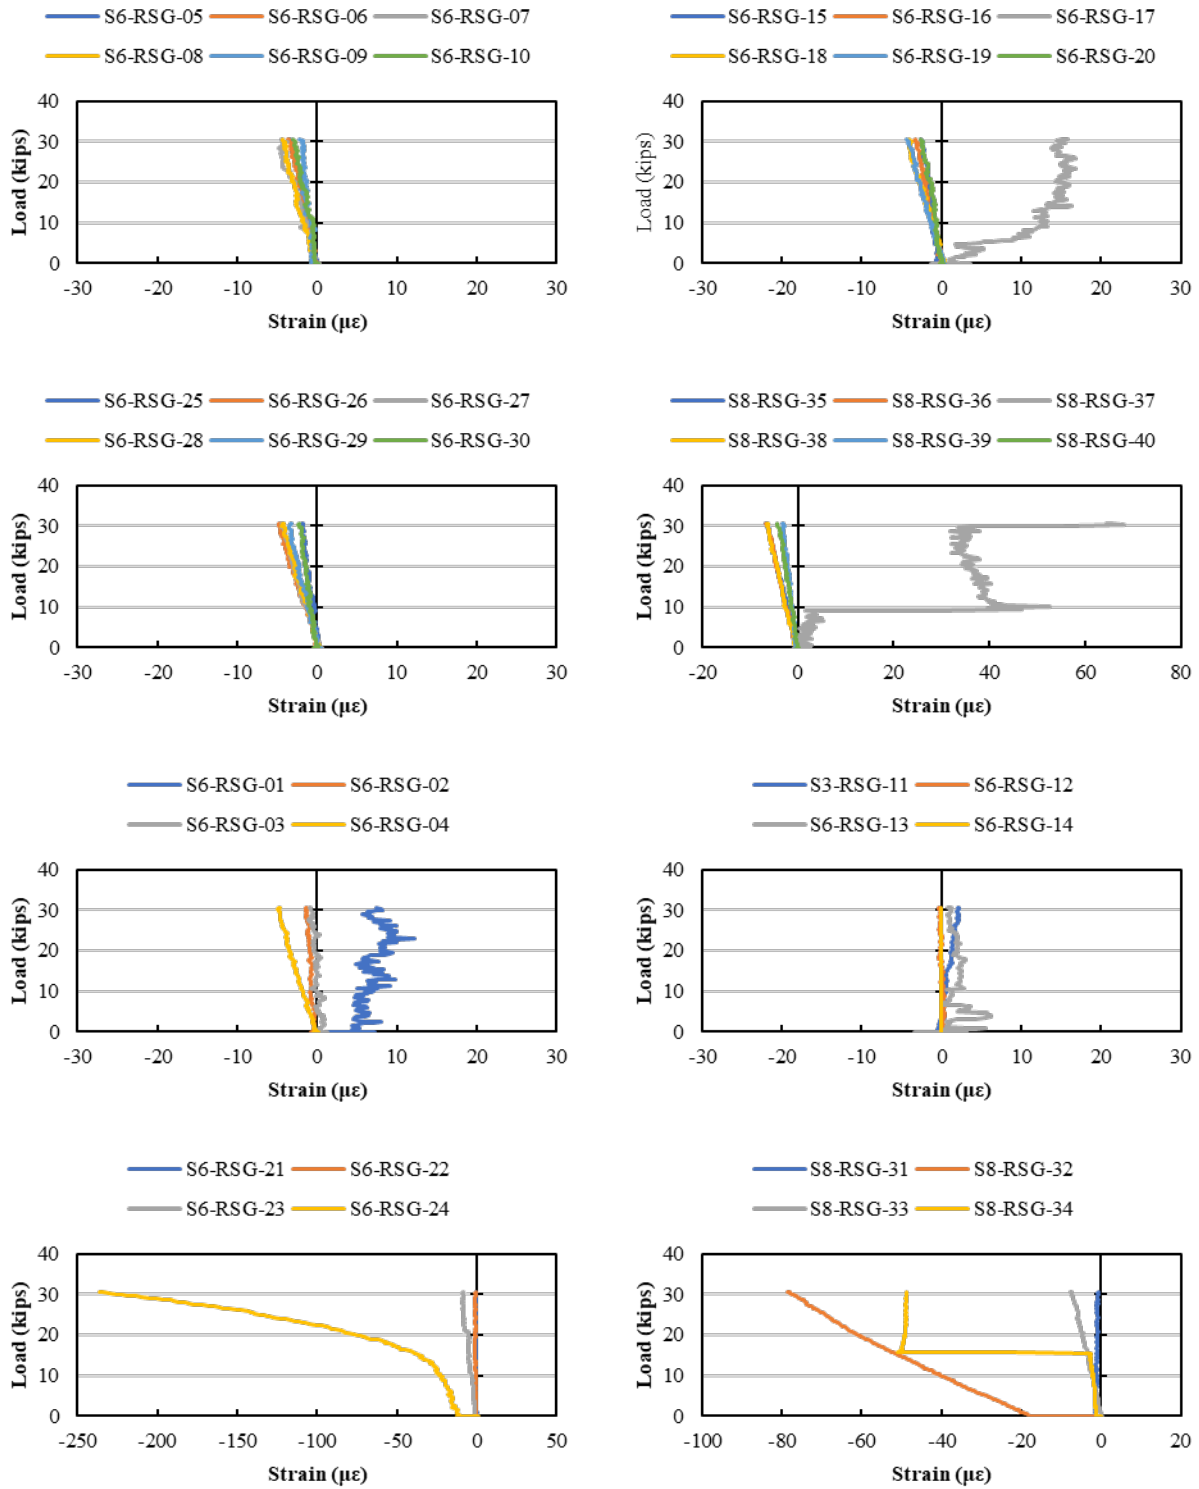 S6-RSG-05 S6-RSG-06 S6-RSG-07
S6-RSG-08 S6-RSG-09 S6-RSG-10
40
30
20
10
0
Load (kips)
-30 -20 -10 0 10 20 30
Strain (με)
S6-RSG-15 S6-RSG-16 S6-RSG-17
S6-RSG-18 S6-RSG-19 S6-RSG-20
40
30
20
10
0
Load (kips)
-30 -20 -10 0 10 20 30
Strain (με)
S6-RSG-25 S6-RSG-26 S6-RSG-27
S6-RSG-28 S6-RSG-29 S6-RSG-30
40
30
20
10
0
Load (kips)
-30 -20 -10 0 10 20 30
Strain (με)
S8-RSG-35 S8-RSG-36 S8-RSG-37
S8-RSG-38 S8-RSG-39 S8-RSG-40
40
30
20
10
0
Load (kips)
-20 0 20 40 60 80
Strain (με)
S6-RSG-01 S6-RSG-02
S6-RSG-03 S6-RSG-04
40
30
20
10
0
Load (kips)
-30 -20 -10 0 10 20 30
Strain (με)
S3-RSG-11 S6-RSG-12
S6-RSG-13 S6-RSG-14
40
30
20
10
0
Load (kips)
-30 -20 -10 0 10 20 30
Strain (με)
S6-RSG-21 S6-RSG-22
S6-RSG-23 S6-RSG-24
40
30
20
10
0
Load (kips)
-250 -200 -150 -100 -50 0 50
Strain (με)
S8-RSG-31 S8-RSG-32
S8-RSG-33 S8-RSG-34
40
30
20
10
0
Load (kips)
-100 -80 -60 -40 -20 0 20
Strain (με)